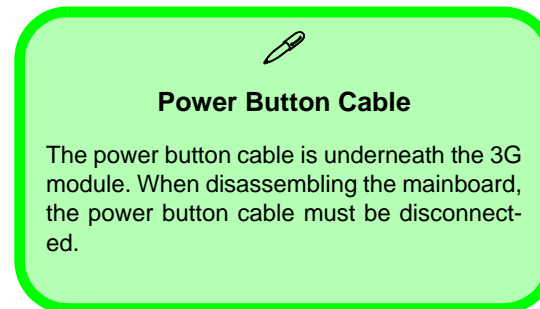 Power Button Cable
The power button cable is underneath the 3G
module. When disassembling the mainboard,
the power button cable must be disconnect-
ed.